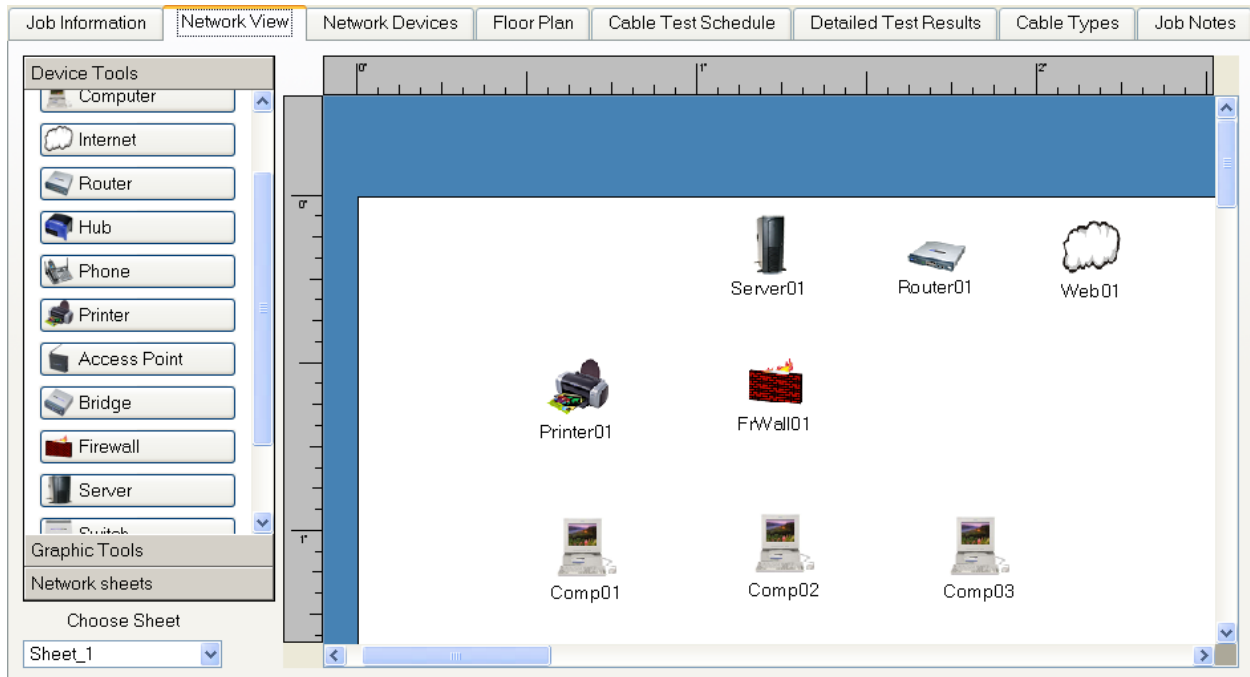 Job Information
Network View
Network Devices
Floor Plan
Cable Test Schedule
Detailed Test Results
Cable Types
Job Notes
Device Tools
Computer
Internet
Router
Hub
Phone
Printer
Access Point
Bridge
Firewall
Server
Switch
Graphic Tools
Network sheets
Choose Sheet
Sheet_1
0"
1"
2"
0"
1"
Server01
Router01
Web01
Printer01
FrWall01
Comp01
Comp02
Comp03